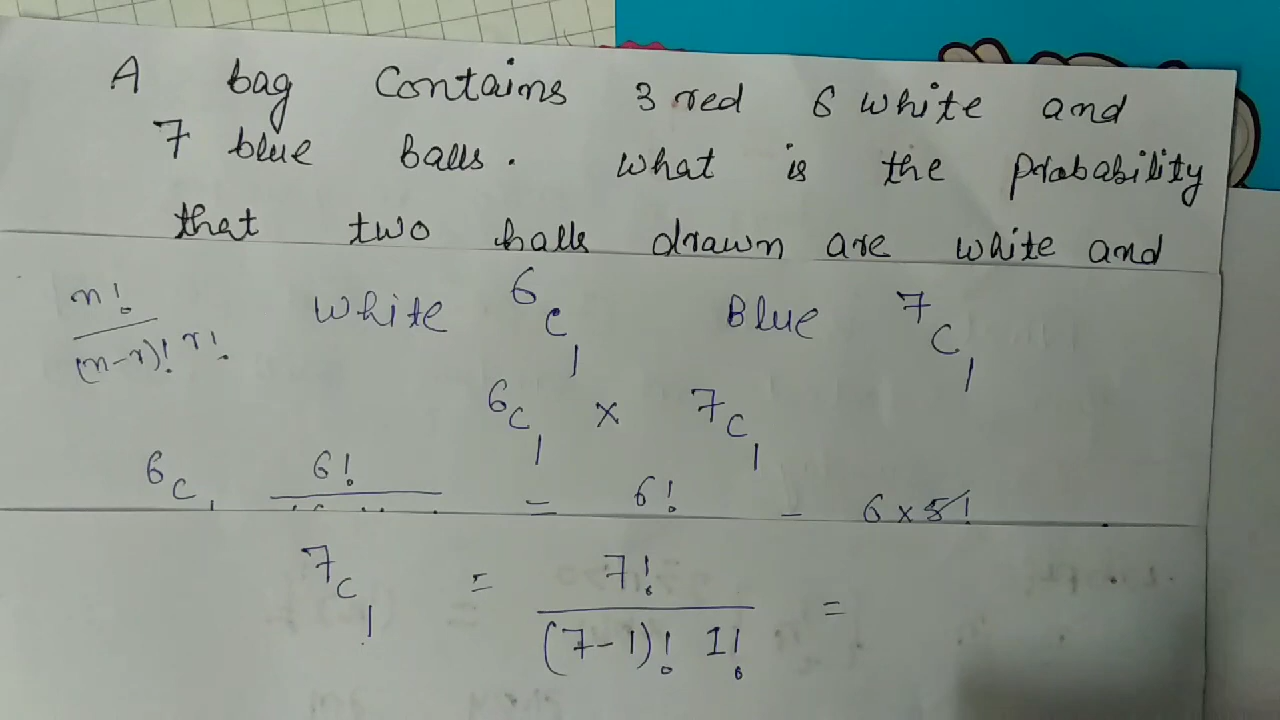 A bag Contains 3 red 6 white and
7 blue balls. What is the Probability
that two balls drawn are white and
n!
(n-r)! r!
White 6C1 Blue 7C1
6C1 x 7C1
6C1 6! = 6! 6 x 5!
7C1 = 7! =
(7-1)! 1!